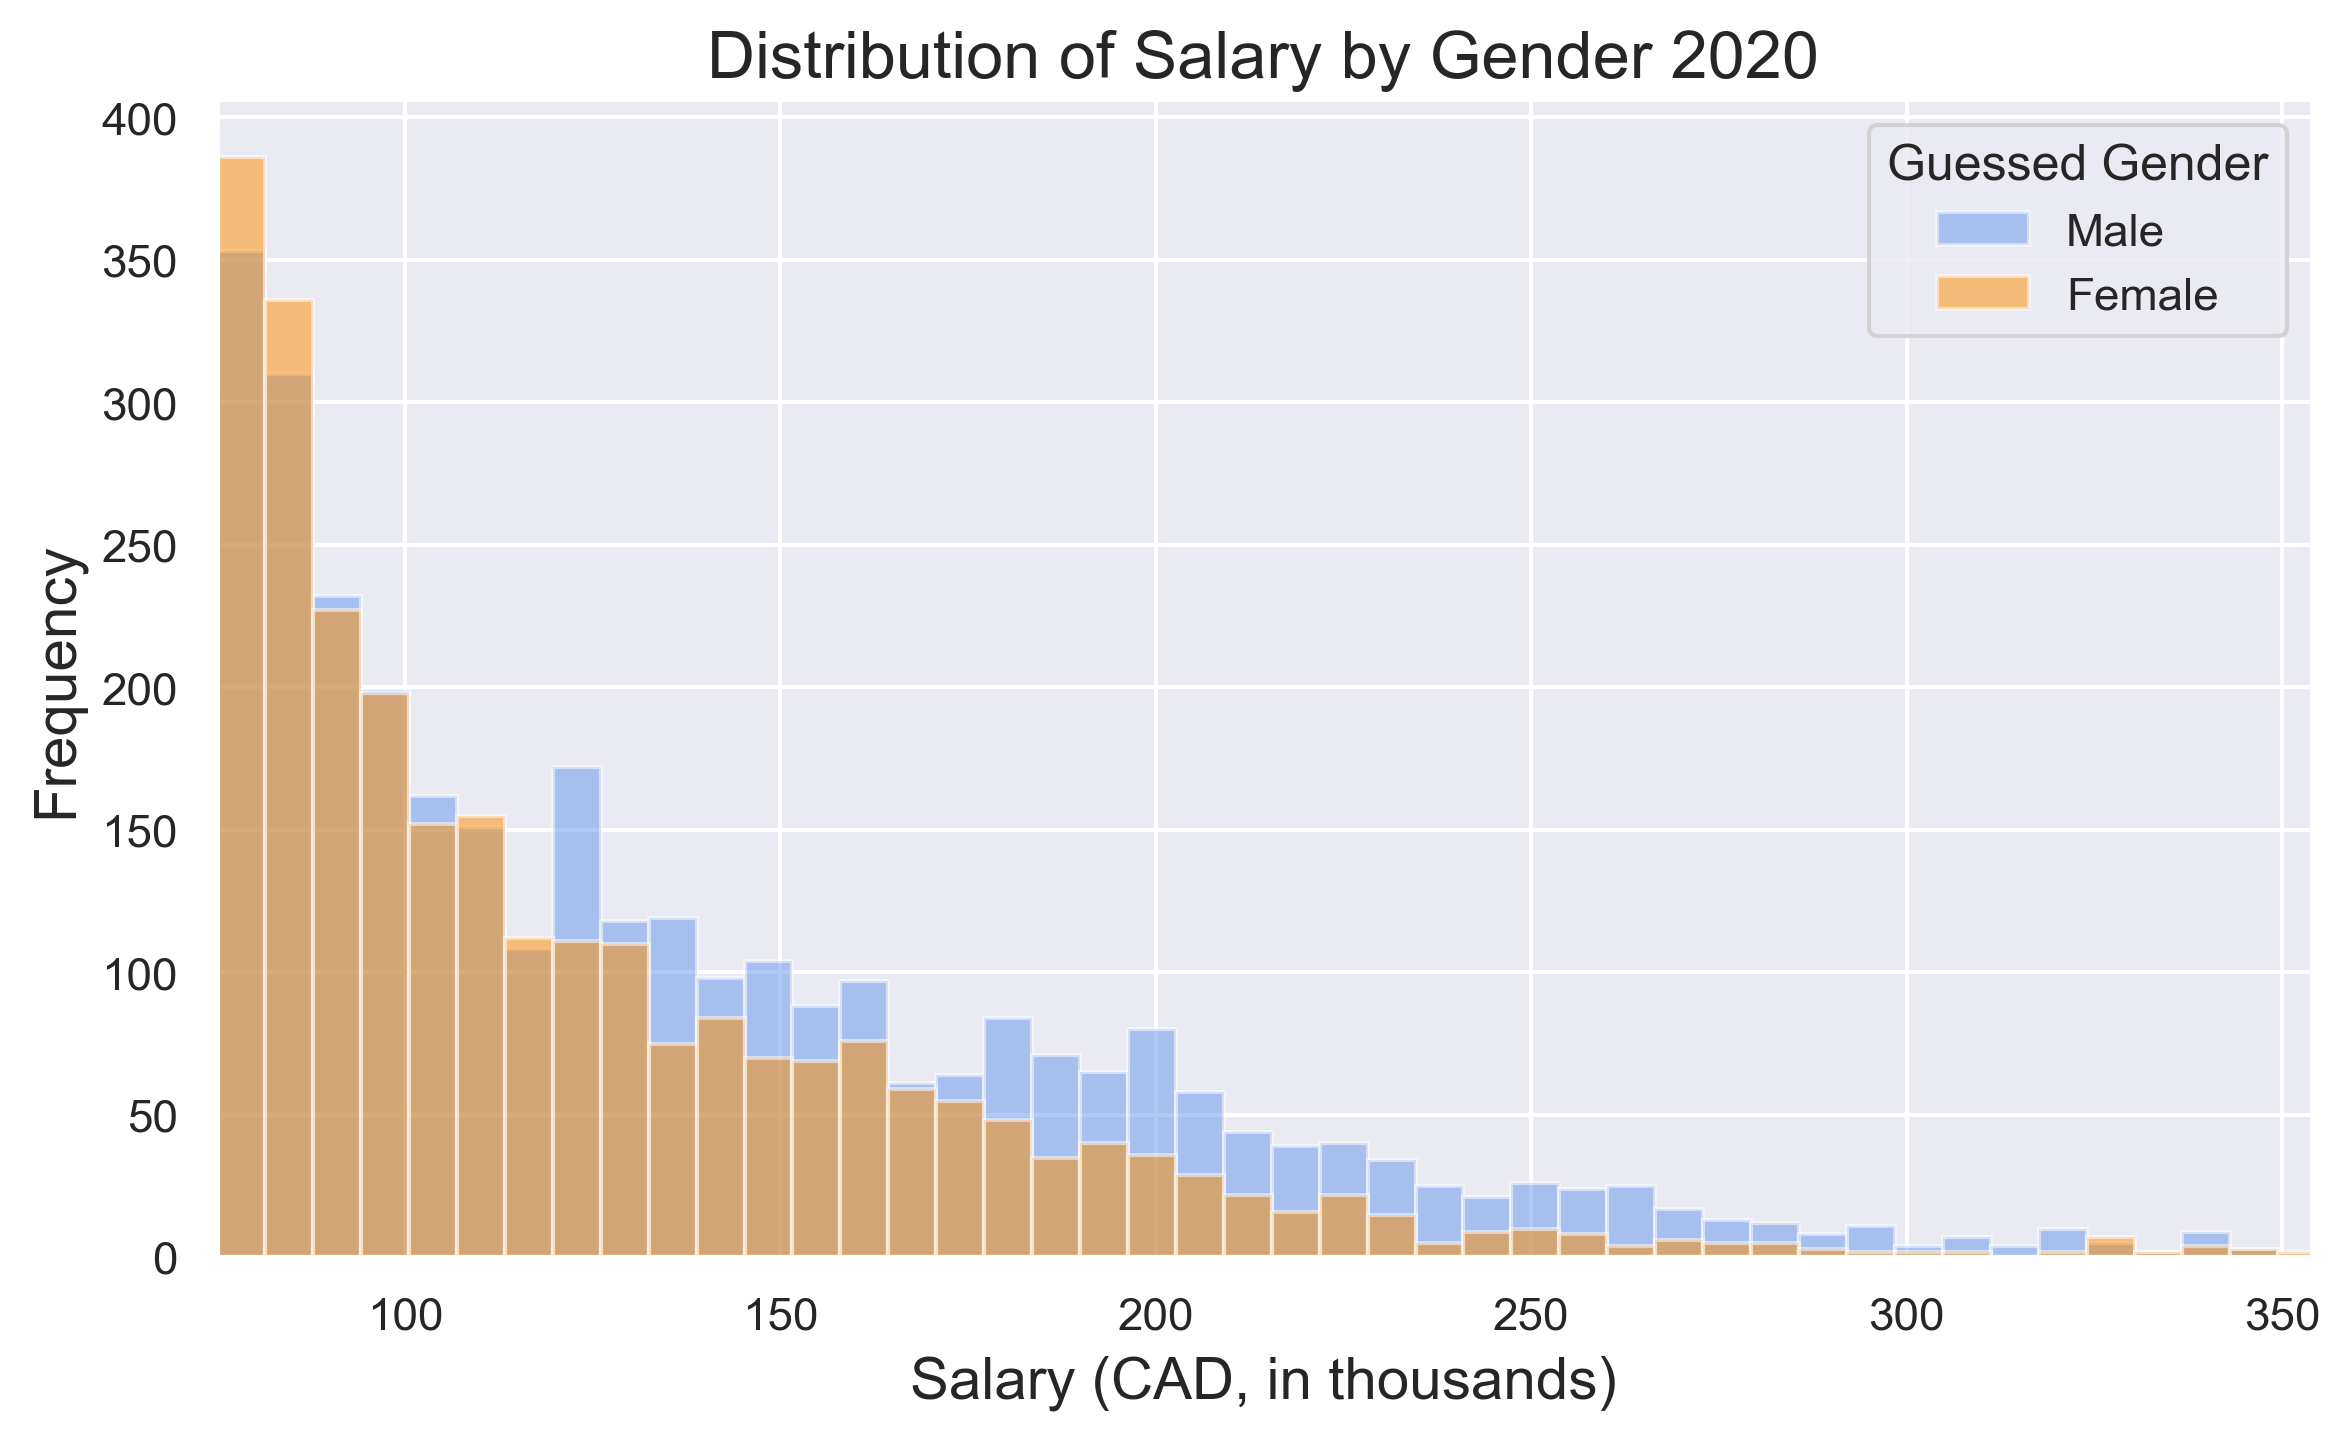 Distribution of Salary by Gender 2020
400
350
300
250
200
150
100
50
0
Frequency
Guessed Gender
Male
Female
100 150 200 250 300 350
Salary (CAD, in thousands)